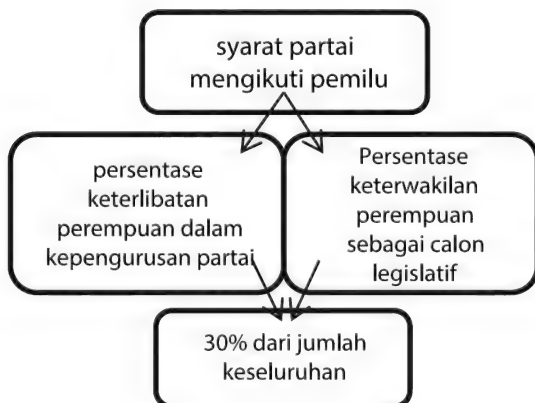 syarat partai
mengikuti pemilu
persentase
keterlibatan
perempuan dalam
kepengurusan partai
Persentase
keterwakilan
perempuan
sebagai calon
legislatif
30% dari jumlah
keseluruhan